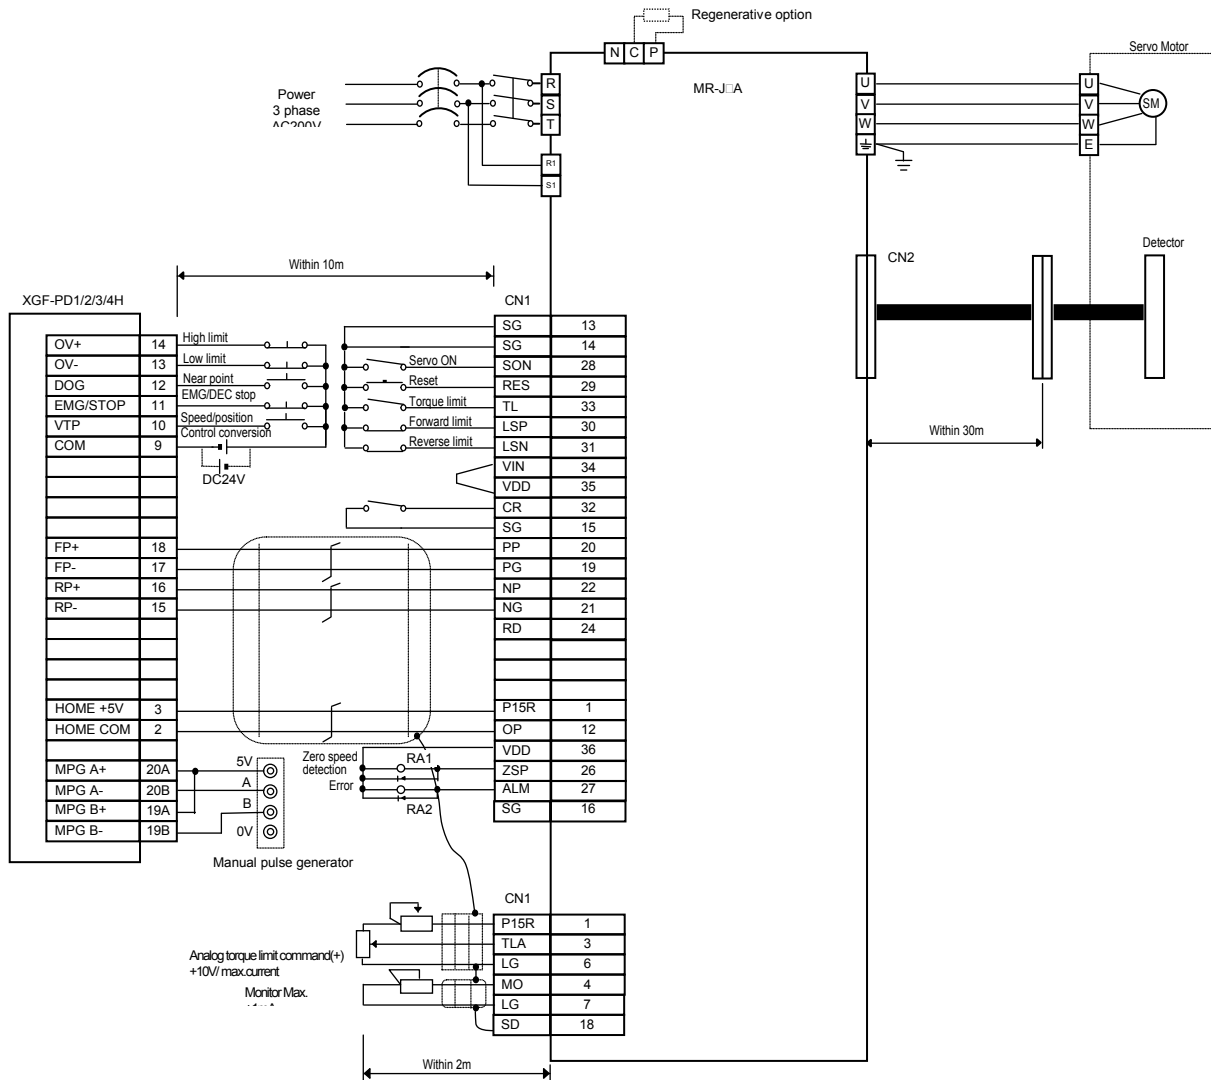 Regenerative option
N C P
Servo Motor
Power
3 phase
AC200V
R
S
T
R1
S1
MR-J□A
U
V
W
U
V
W
E
SM
CN2
Detector
Within 10m
Within 30m
XGF-PD1/2/3/4H
CN1
OV+ 14 High limit
OV- 13 Low limit
DOG 12 Near point
EMG/STOP 11 EMG/DEC stop
VTP 10 Speed/position
Control conversion
COM 9
DC24V
FP+ 18
FP- 17
RP+ 16
RP- 15
HOME +5V 3
HOME COM 2
MPG A+ 20A 5V
MPG A- 20B A
MPG B+ 19A B
MPG B- 19B 0V
Manual pulse generator
SG 13
SG 14
Servo ON SON 28
Reset RES 29
Torque limit TL 33
Forward limit LSP 30
Reverse limit LSN 31
VIN 34
VDD 35
CR 32
SG 15
PP 20
PG 19
NP 22
NG 21
RD 24
P15R 1
OP 12
VDD 36
Zero speed
detection
RA1
ZSP 26
Error
RA2
ALM 27
SG 16
CN1
P15R 1
TLA 3
LG 6
MO 4
LG 7
SD 18
Analog torque limit command(+)
+10V/ max.current
Monitor Max.
Within 2m